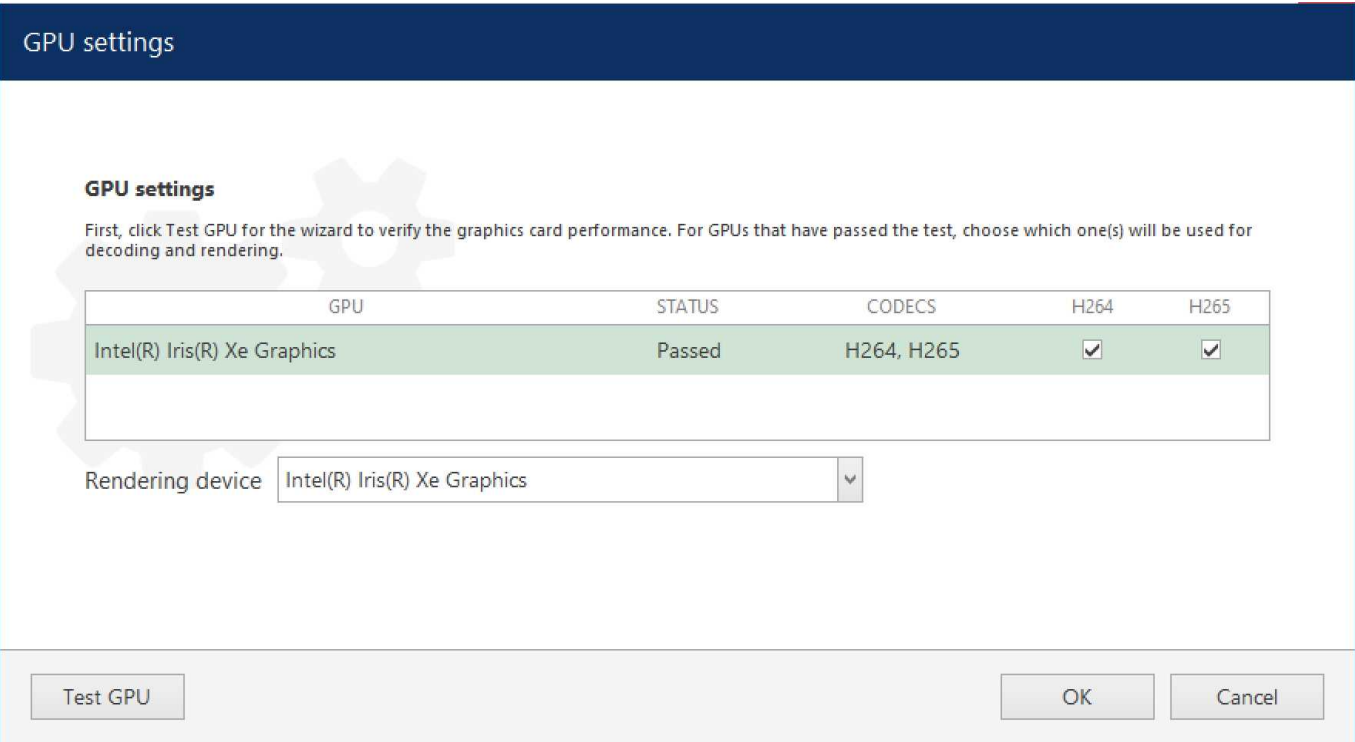 GPU settings
GPU settings
First, click Test GPU for the wizard to verify the graphics card performance. For GPUs that have passed the test, choose which one(s) will be used for
decoding and rendering.
GPU STATUS CODECS H264 H265
Intel(R) Iris(R) Xe Graphics Passed H264, H265
Rendering device Intel(R) Iris(R) Xe Graphics
Test GPU OK Cancel